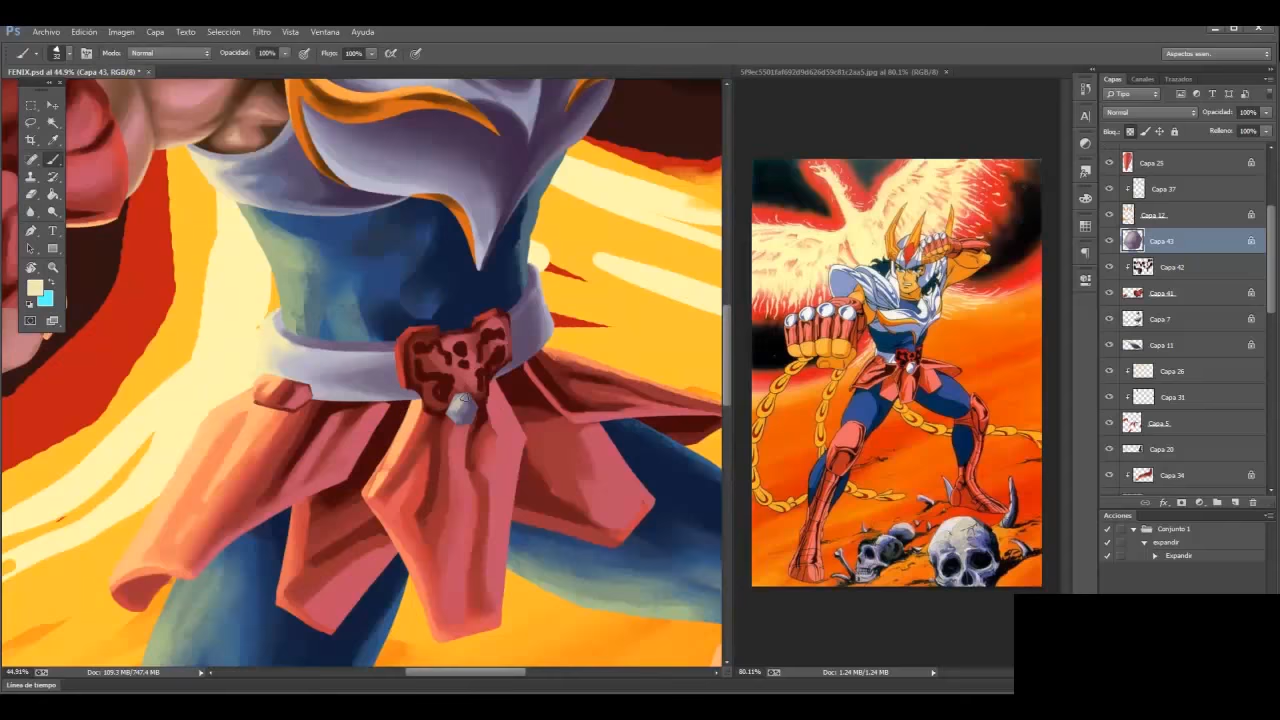 Ps Archivo Edición Imagen Capa Texto Selección Filtro Vista Ventana Ayuda
32 Modo: Normal Opacidad: 100% Flujo: 100% Aspectos esen.
FENIX.psd al 44.9% (Capa 43, RGB/8) * ×
Capas Canales Trazados
Tipo
Normal Opacidad: 100%
Bloq.: Relleno: 100%
Capa 25
Capa 37
Capa 12
Capa 43
Capa 42
Capa 41
Capa 7
Capa 11
Capa 26
Capa 31
Capa 5
Capa 20
Capa 34
fx
Acciones
Conjunto 1
expandir
Expandir
44.91% Doc: 109.3 MB/747.4 MB
80.11% Doc: 1.24 MB/1.24 MB
Línea de tiempo